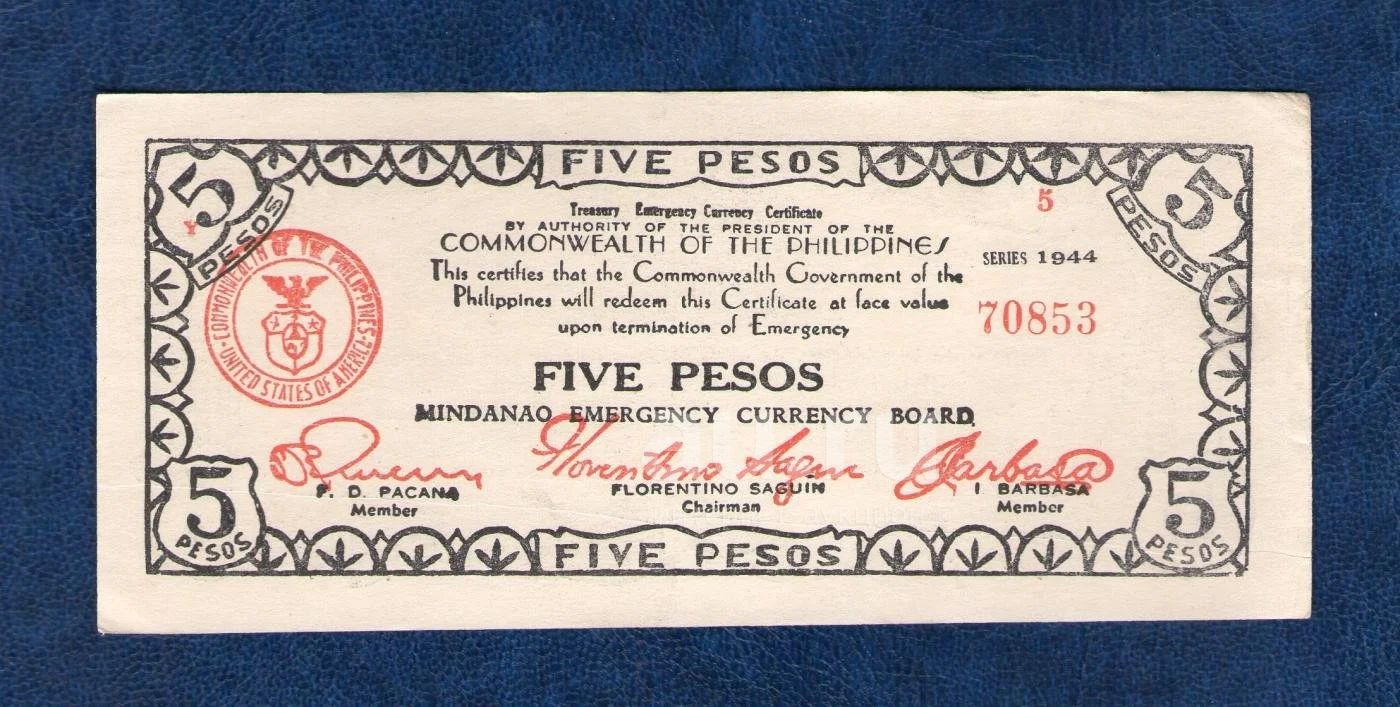 FIVE PESOS
5
PESOS
5
PESOS
Y
5
Treasury Emergency Currency Certificate
BY AUTHORITY OF THE PRESIDENT OF THE
COMMONWEALTH OF THE PHILIPPINES
SERIES 1944
This certifies that the Commonwealth Government of the
Philippines will redeem this Certificate at face value
upon termination of Emergency
70853
COMMONWEALTH OF THE PHILIPPINES
UNITED STATES OF AMERICA
FIVE PESOS
MINDANAO EMERGENCY CURRENCY BOARD
Florentino Saguin
Barbasa
F. D. PACANA
Member
FLORENTINO SAGUIN
Chairman
I BARBASA
Member
5
PESOS
FIVE PESOS
5
PESOS